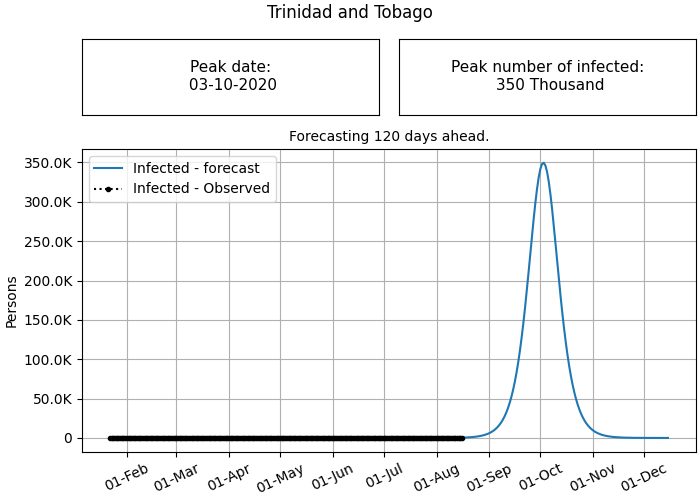 Trinidad and Tobago
Peak date:
03-10-2020
Peak number of infected:
350 Thousand
Forecasting 120 days ahead.
Infected - forecast
Infected - Observed
350.0K
300.0K
250.0K
200.0K
150.0K
100.0K
50.0K
0
Persons
01-Feb
01-Mar
01-Apr
01-May
01-Jun
01-Jul
01-Aug
01-Sep
01-Oct
01-Nov
01-Dec